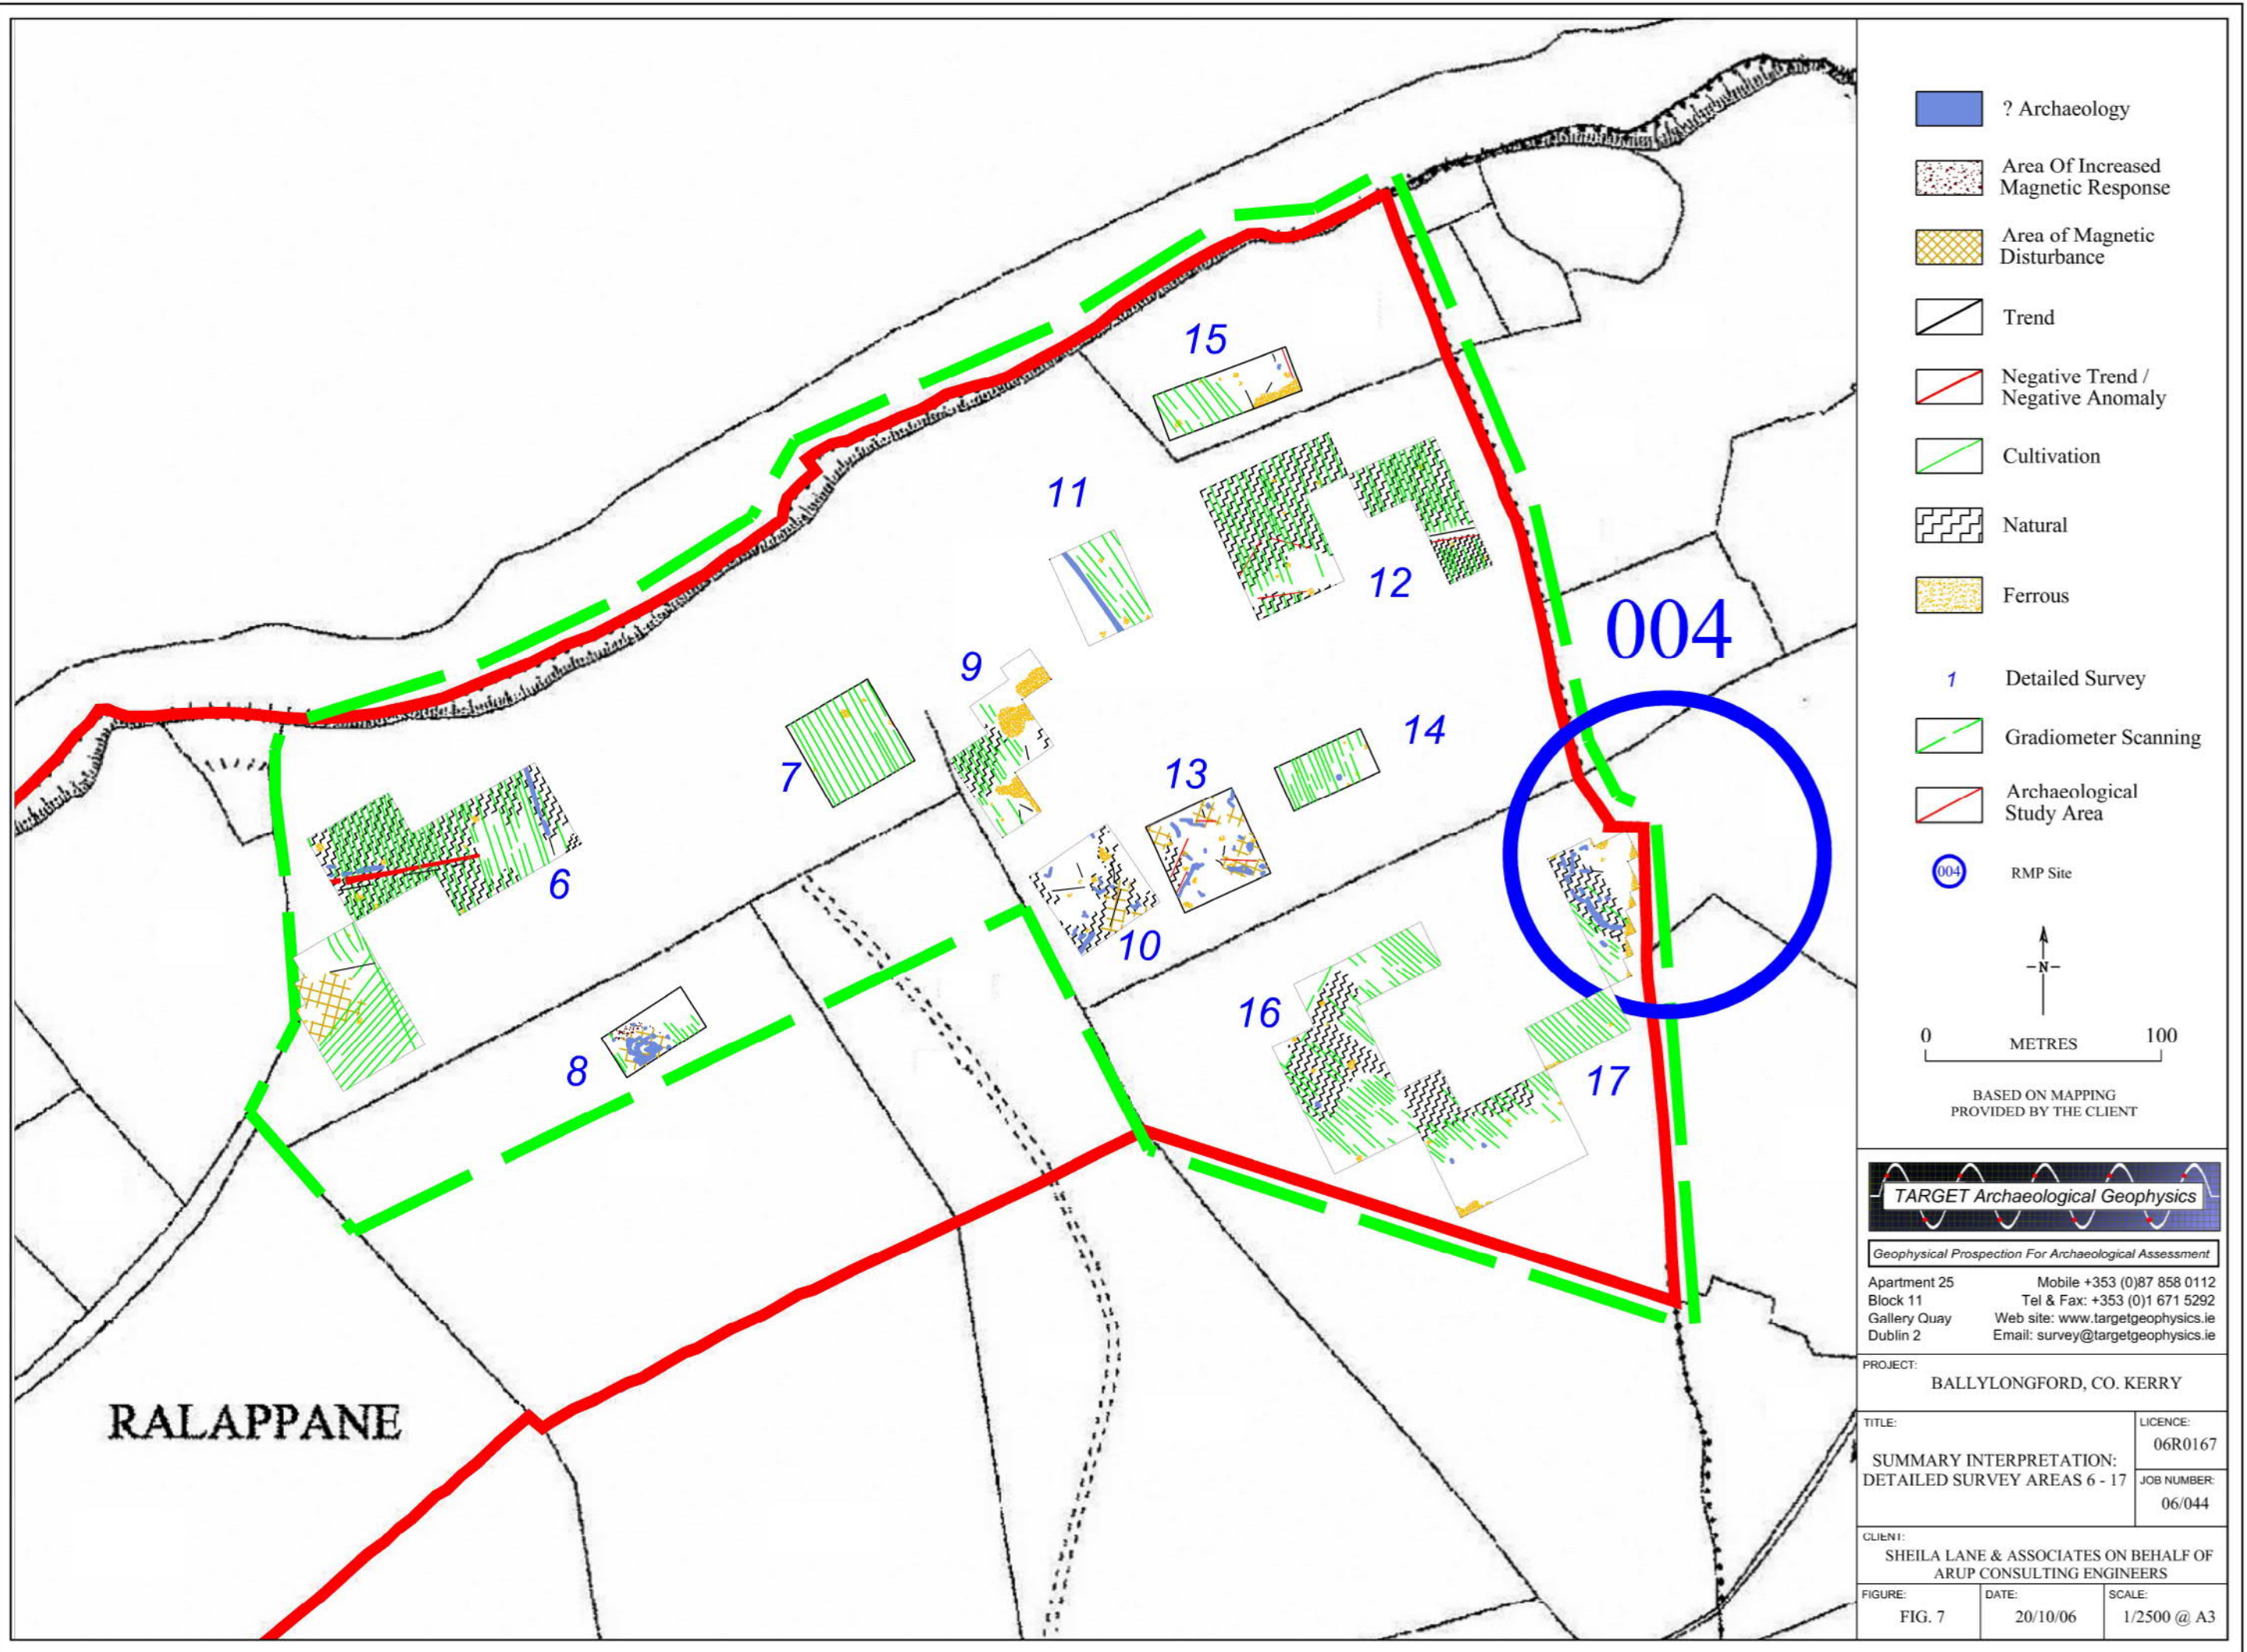 15
11
12
9
004
14
7
13
6
10
16
8
17
RALAPPANE
? Archaeology
Area Of Increased
Magnetic Response
Area of Magnetic
Disturbance
Trend
Negative Trend /
Negative Anomaly
Cultivation
Natural
Ferrous
1 Detailed Survey
Gradiometer Scanning
Archaeological
Study Area
004 RMP Site
-N-
0 METRES 100
BASED ON MAPPING
PROVIDED BY THE CLIENT
TARGET Archaeological Geophysics
Geophysical Prospection For Archaeological Assessment
Apartment 25 Mobile +353 (0)87 858 0112
Block 11 Tel & Fax: +353 (0)1 671 5292
Gallery Quay Web site: www.targetgeophysics.ie
Dublin 2 Email: survey@targetgeophysics.ie
PROJECT:
BALLYLONGFORD, CO. KERRY
TITLE:
SUMMARY INTERPRETATION:
DETAILED SURVEY AREAS 6 - 17
LICENCE:
06R0167
JOB NUMBER:
06/044
CLIENT:
SHEILA LANE & ASSOCIATES ON BEHALF OF
ARUP CONSULTING ENGINEERS
FIGURE:
FIG. 7
DATE:
20/10/06
SCALE:
1/2500 @ A3